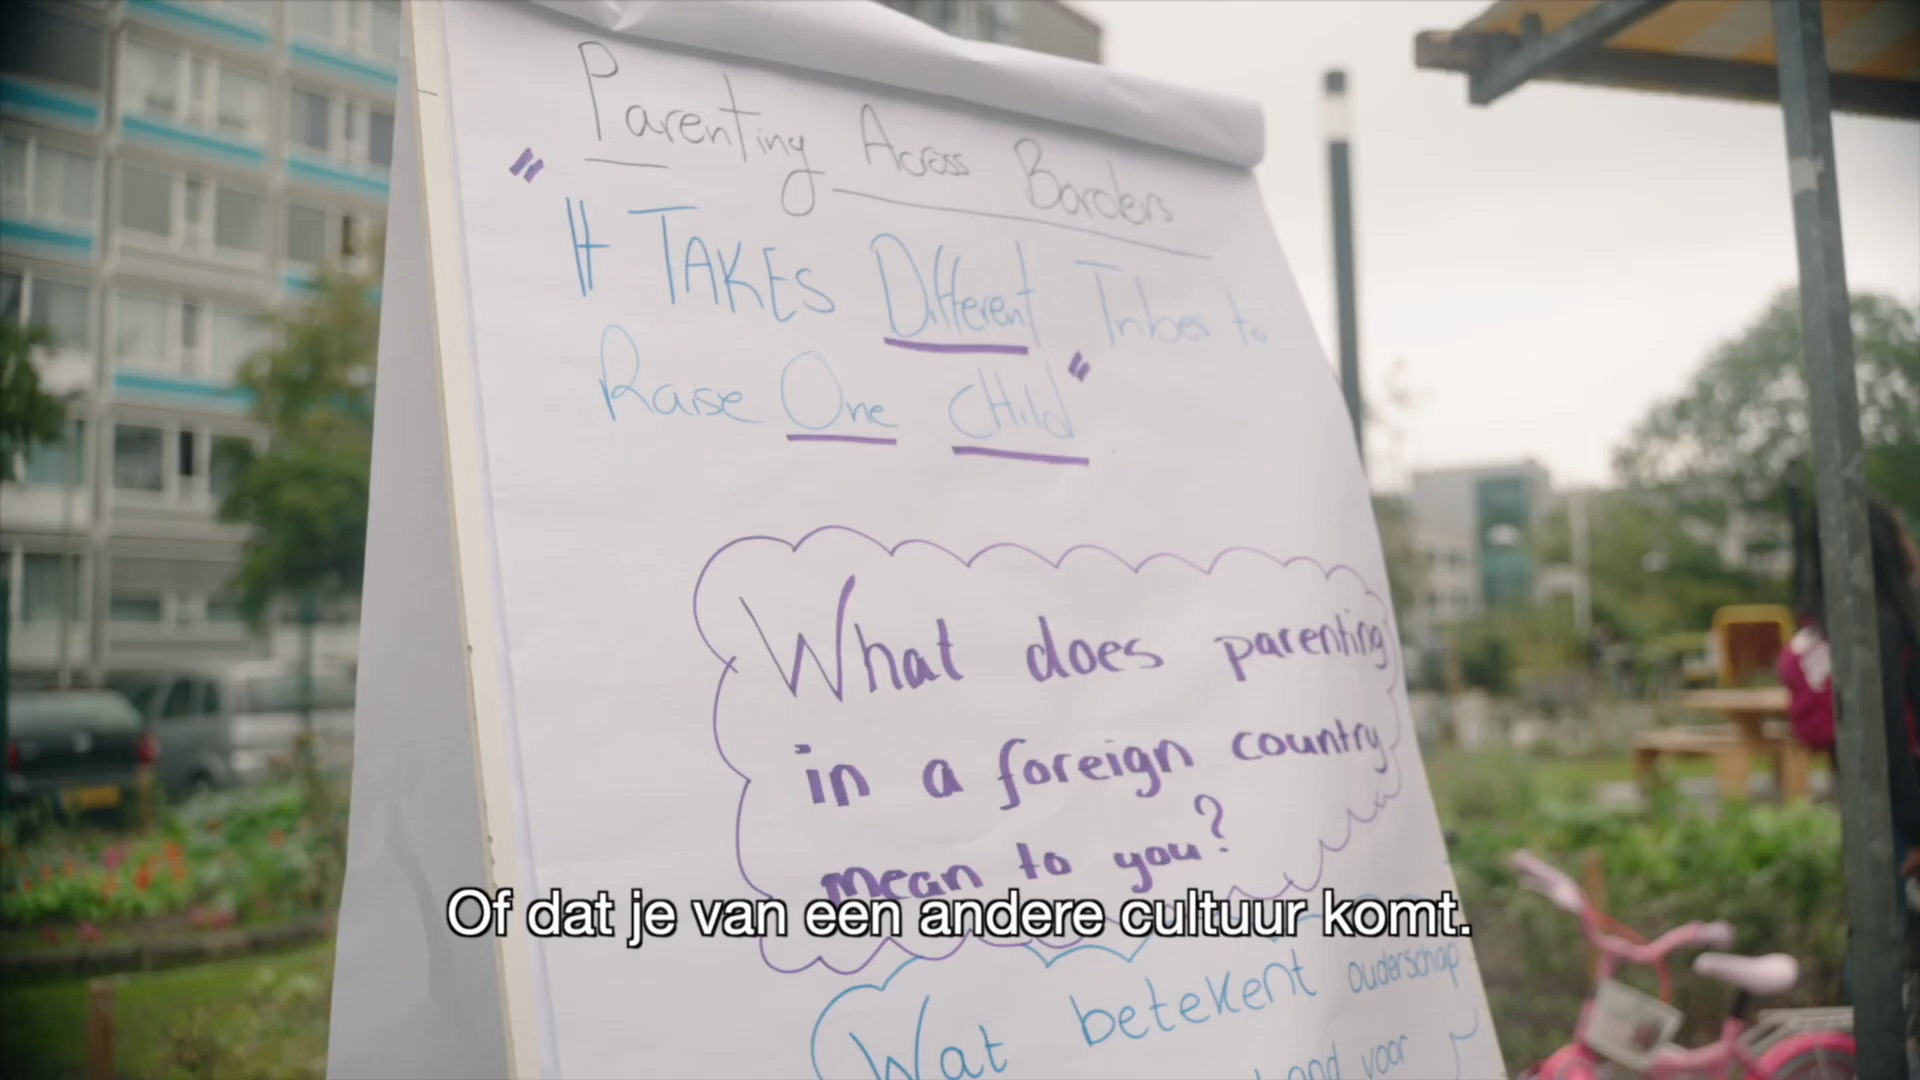 Parenting Across Borders
"It TAKES Different Tribes to
Raise One CHild"
What does parenting
in a foreign country
mean to you?
Of dat je van een andere cultuur komt.
Wat betekent ouderschap
voor